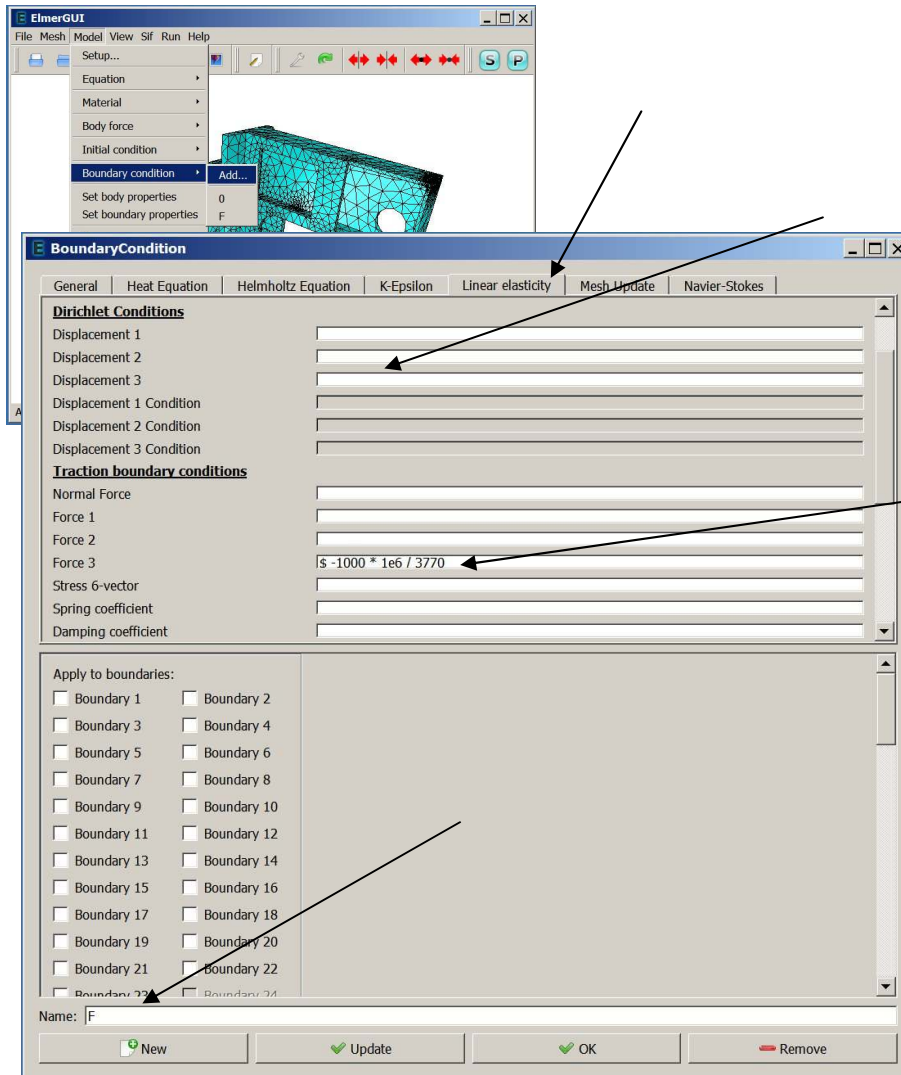 ElmerGUI
File Mesh Model View Sif Run Help
Setup...
Equation
Material
Body force
Initial condition
Boundary condition
Add...
Set body properties
0
Set boundary properties
F
S P
A
BoundaryCondition
General Heat Equation Helmholtz Equation K-Epsilon Linear elasticity Mesh Update Navier-Stokes
Dirichlet Conditions
Displacement 1
Displacement 2
Displacement 3
Displacement 1 Condition
Displacement 2 Condition
Displacement 3 Condition
Traction boundary conditions
Normal Force
Force 1
Force 2
Force 3 $ -1000 * 1e6 / 3770
Stress 6-vector
Spring coefficient
Damping coefficient
Apply to boundaries:
Boundary 1 Boundary 2
Boundary 3 Boundary 4
Boundary 5 Boundary 6
Boundary 7 Boundary 8
Boundary 9 Boundary 10
Boundary 11 Boundary 12
Boundary 13 Boundary 14
Boundary 15 Boundary 16
Boundary 17 Boundary 18
Boundary 19 Boundary 20
Boundary 21 Boundary 22
Boundary 23 Boundary 24
Name: F
New Update OK Remove